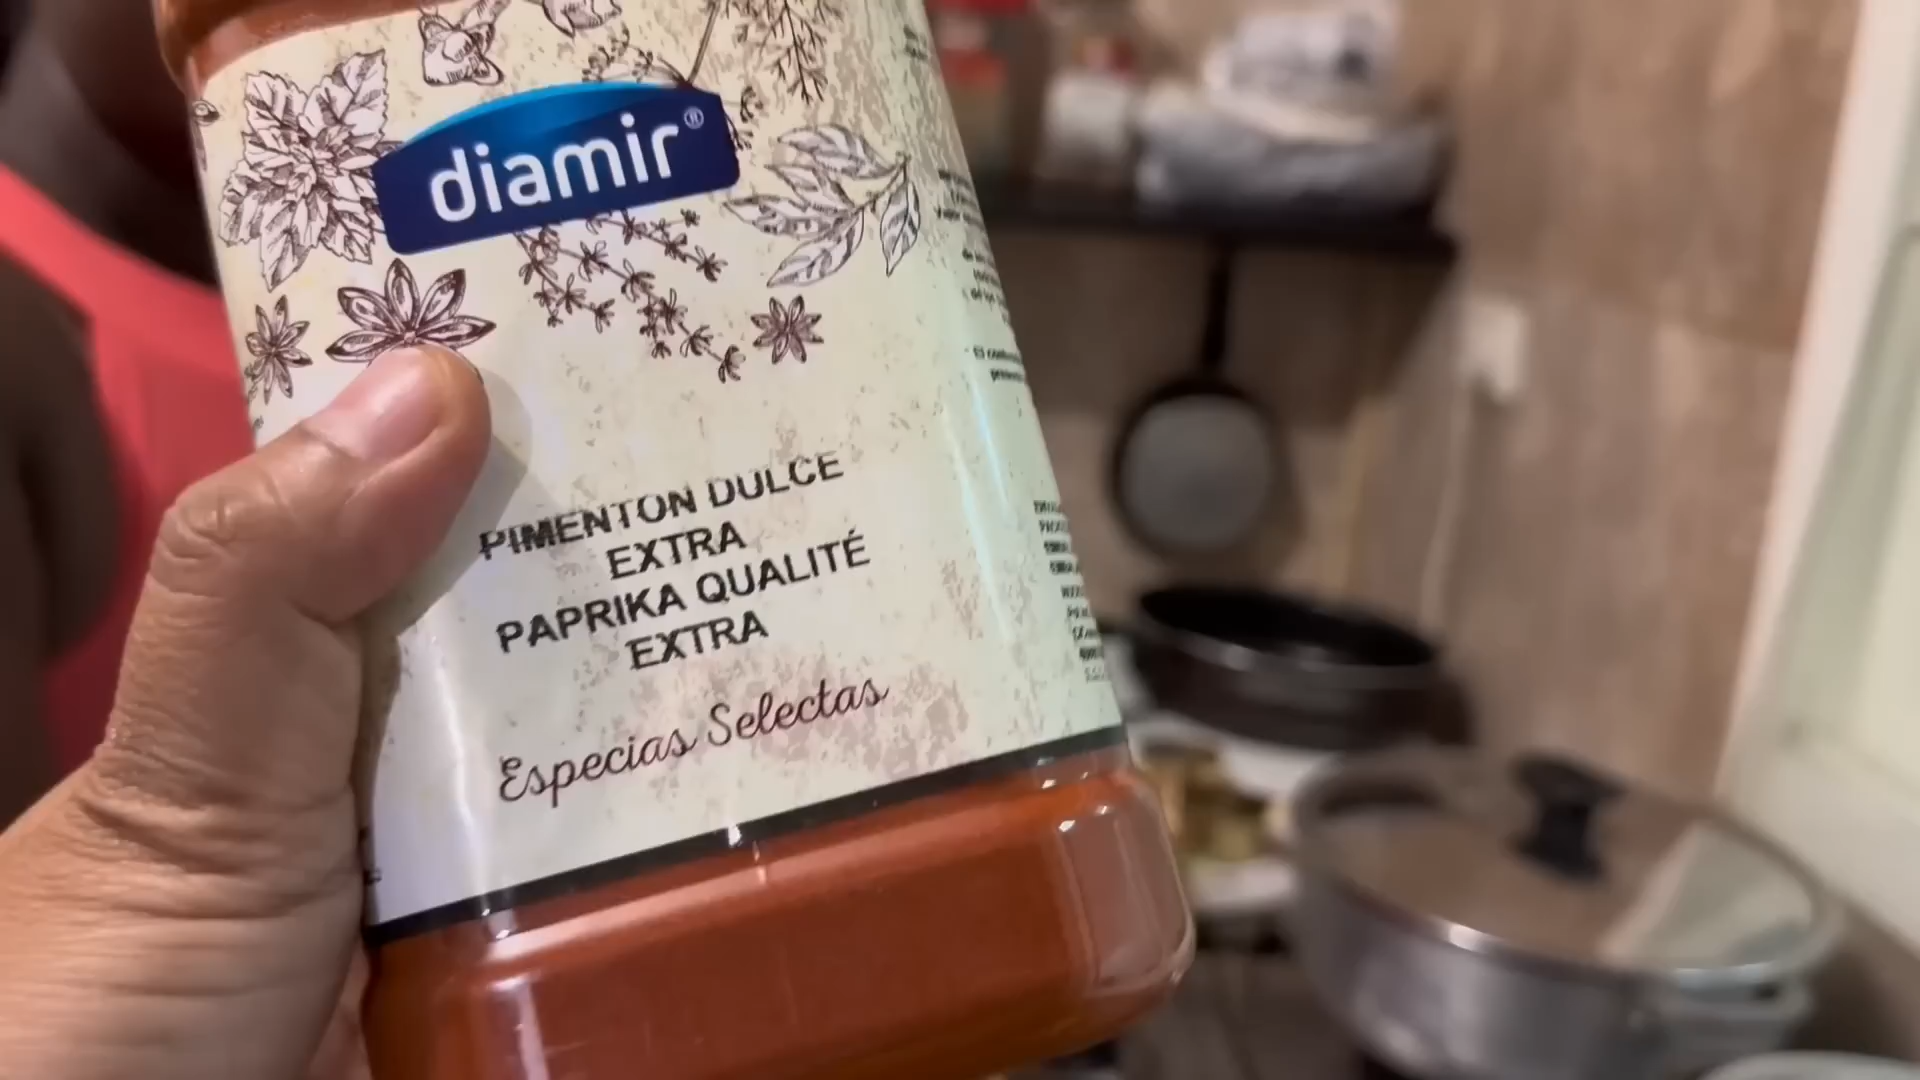 diamir®
PIMENTON DULCE
EXTRA
PAPRIKA QUALITÉ
EXTRA
Especias Selectas